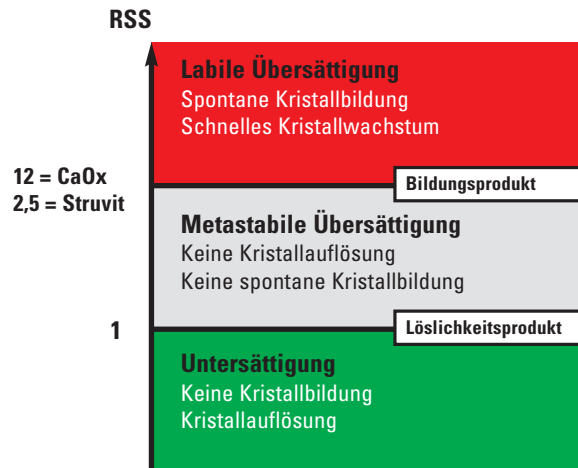 RSS
Labile Übersättigung
Spontane Kristallbildung
Schnelles Kristallwachstum
12 = CaOx
2,5 = Struvit
Bildungsprodukt
Metastabile Übersättigung
Keine Kristallauflösung
Keine spontane Kristallbildung
1
Löslichkeitsprodukt
Untersättigung
Keine Kristallbildung
Kristallauflösung